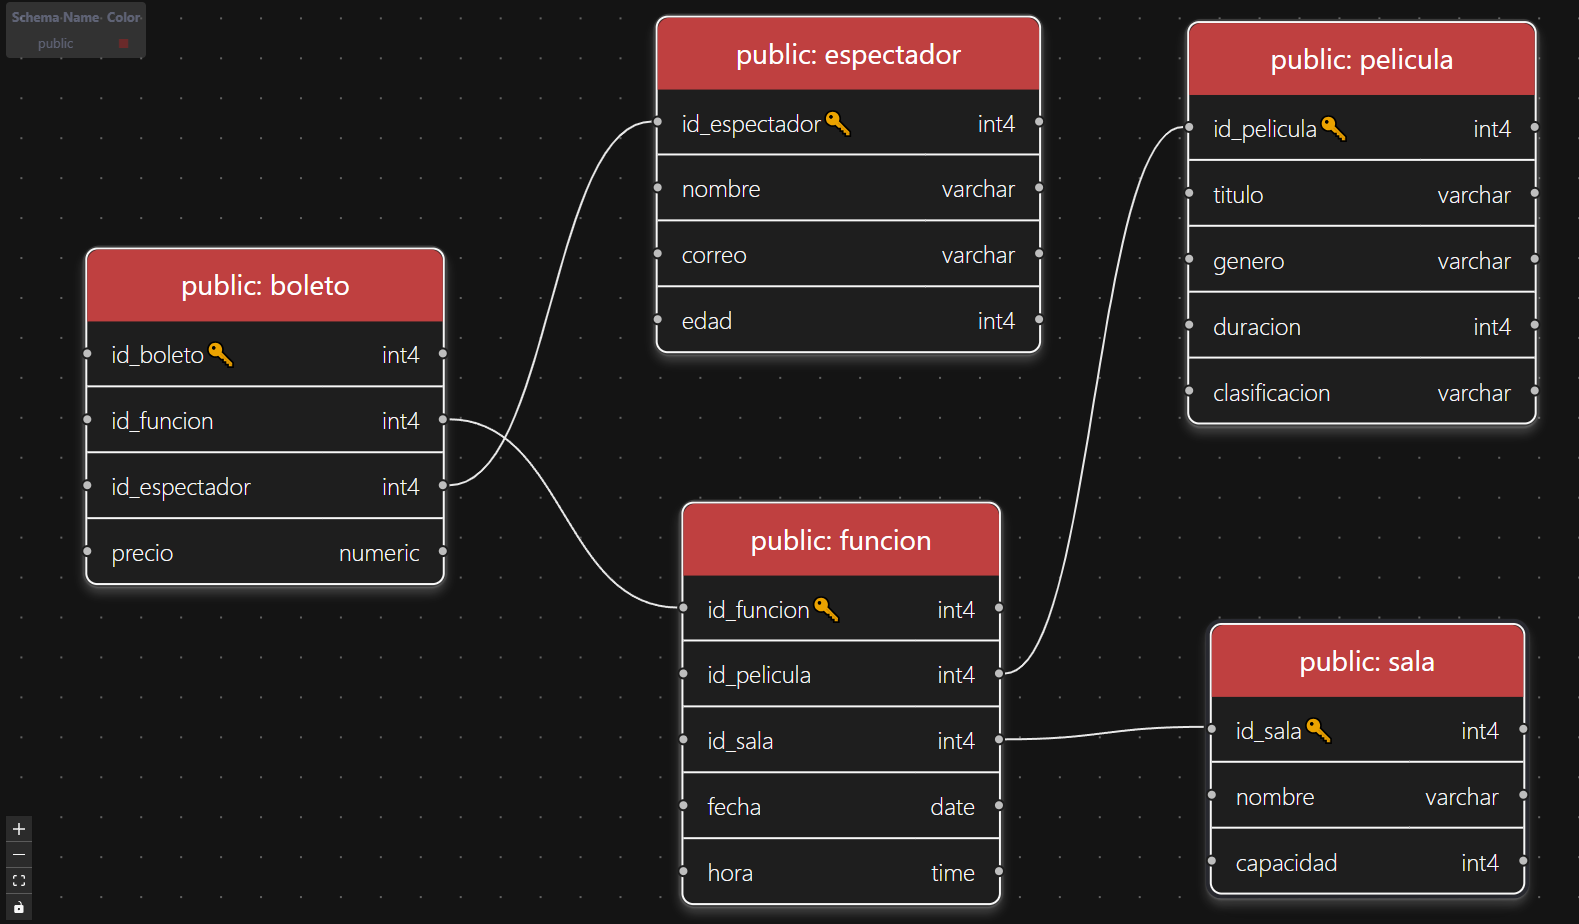 Schema Name Color
public
public: espectador
id_espectador int4
nombre varchar
correo varchar
edad int4
public: pelicula
id_pelicula int4
titulo varchar
genero varchar
duracion int4
clasificacion varchar
public: boleto
id_boleto int4
id_funcion int4
id_espectador int4
precio numeric
public: funcion
id_funcion int4
id_pelicula int4
id_sala int4
fecha date
hora time
public: sala
id_sala int4
nombre varchar
capacidad int4